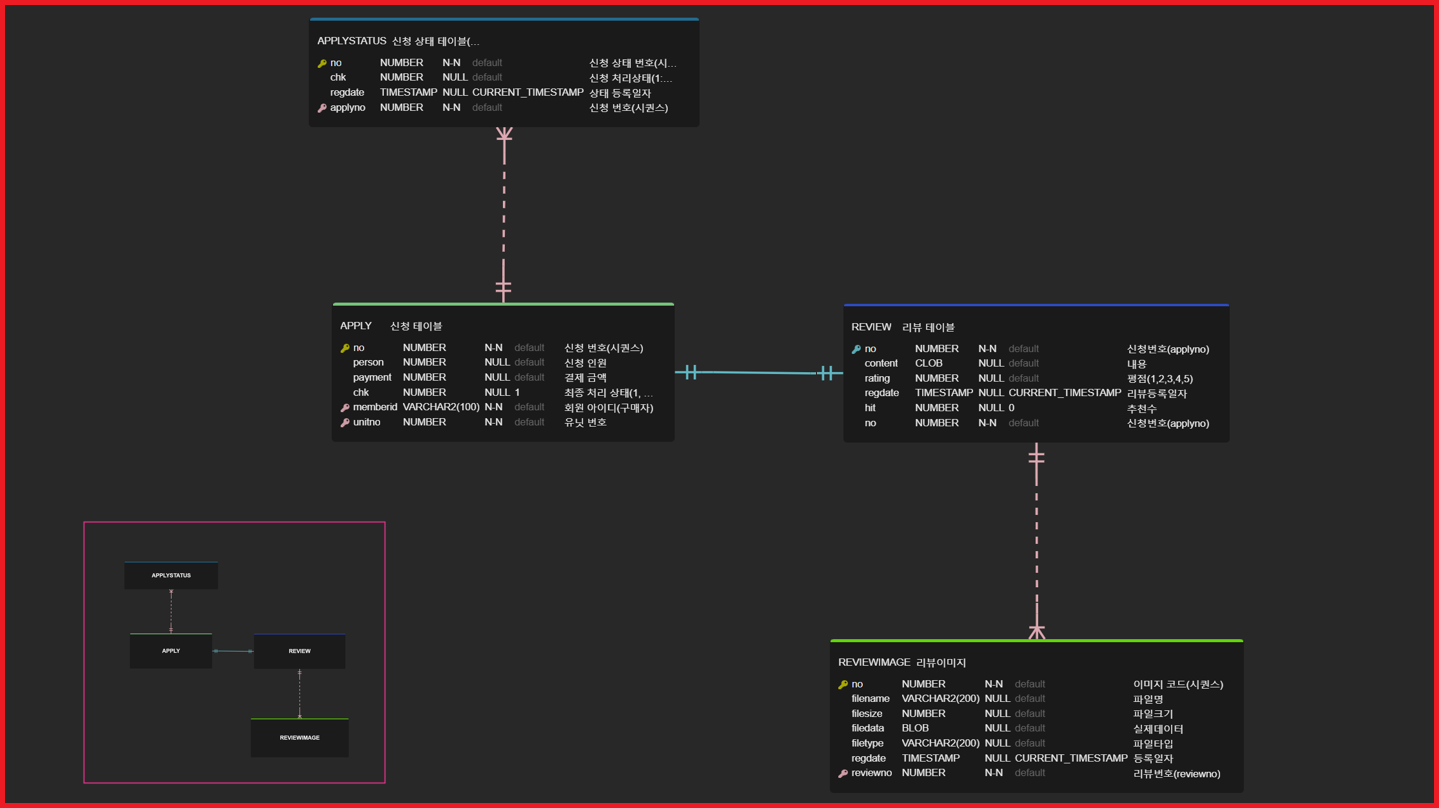 APPLYSTATUS 신청 상태 테이블(...
no NUMBER N-N default 신청 상태 번호(시...
chk NUMBER NULL default 신청 처리상태(1:...
regdate TIMESTAMP NULL CURRENT_TIMESTAMP 상태 등록일자
applyno NUMBER N-N default 신청 번호(시퀀스)
APPLY 신청 테이블
no NUMBER N-N default 신청 번호(시퀀스)
person NUMBER NULL default 신청 인원
payment NUMBER NULL default 결제 금액
chk NUMBER NULL 1 최종 처리 상태(1, ...
memberid VARCHAR2(100) N-N default 회원 아이디(구매자)
unitno NUMBER N-N default 유닛 번호
REVIEW 리뷰 테이블
no NUMBER N-N default 신청번호(applyno)
content CLOB NULL default 내용
rating NUMBER NULL default 평점(1,2,3,4,5)
regdate TIMESTAMP NULL CURRENT_TIMESTAMP 리뷰등록일자
hit NUMBER NULL 0 추천수
no NUMBER N-N default 신청번호(applyno)
REVIEWIMAGE 리뷰이미지
no NUMBER N-N default 이미지 코드(시퀀스)
filename VARCHAR2(200) NULL default 파일명
filesize NUMBER NULL default 파일크기
filedata BLOB NULL default 실제데이터
filetype VARCHAR2(200) NULL default 파일타입
regdate TIMESTAMP NULL CURRENT_TIMESTAMP 등록일자
reviewno NUMBER N-N default 리뷰번호(reviewno)
APPLYSTATUS
APPLY
REVIEW
REVIEWIMAGE